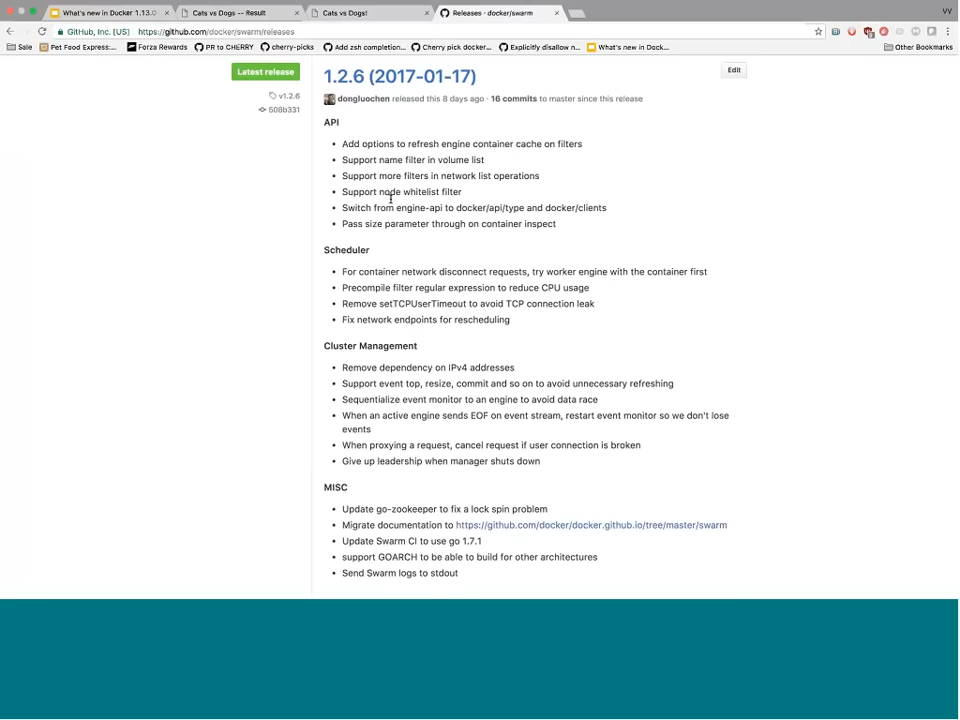 What's new in Docker 1.13.0
Cats vs Dogs -- Result
Cats vs Dogs!
Releases · docker/swarm
VV
GitHub, Inc. [US]
https://github.com/docker/swarm/releases
Sale
Pet Food Express:...
Forza Rewards
PR to CHERRY
cherry-picks
Add zsh completion...
Cherry pick docker...
Explicitly disallow n...
What's new in Dock...
Other Bookmarks
Latest release
v1.2.6
508b331
1.2.6 (2017-01-17)
Edit
dongluochen released this 8 days ago · 16 commits to master since this release
API
• Add options to refresh engine container cache on filters
• Support name filter in volume list
• Support more filters in network list operations
• Support node whitelist filter
• Switch from engine-api to docker/api/type and docker/clients
• Pass size parameter through on container inspect
Scheduler
• For container network disconnect requests, try worker engine with the container first
• Precompile filter regular expression to reduce CPU usage
• Remove setTCPUserTimeout to avoid TCP connection leak
• Fix network endpoints for rescheduling
Cluster Management
• Remove dependency on IPv4 addresses
• Support event top, resize, commit and so on to avoid unnecessary refreshing
• Sequentialize event monitor to an engine to avoid data race
• When an active engine sends EOF on event stream, restart event monitor so we don't lose
events
• When proxying a request, cancel request if user connection is broken
• Give up leadership when manager shuts down
MISC
• Update go-zookeeper to fix a lock spin problem
• Migrate documentation to https://github.com/docker/docker.github.io/tree/master/swarm
• Update Swarm CI to use go 1.7.1
• support GOARCH to be able to build for other architectures
• Send Swarm logs to stdout